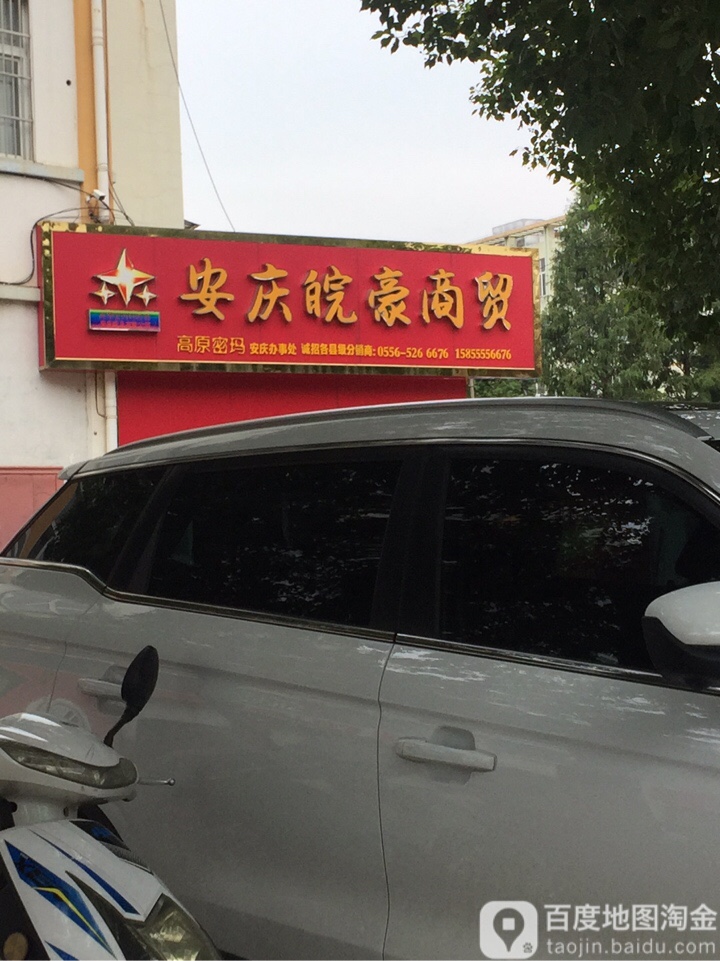 安庆皖豪商贸
高原密玛 安庆办事处 诚招各县级分销商:0556-526 6676 15855556676
百度地图淘金
taojin.baidu.com